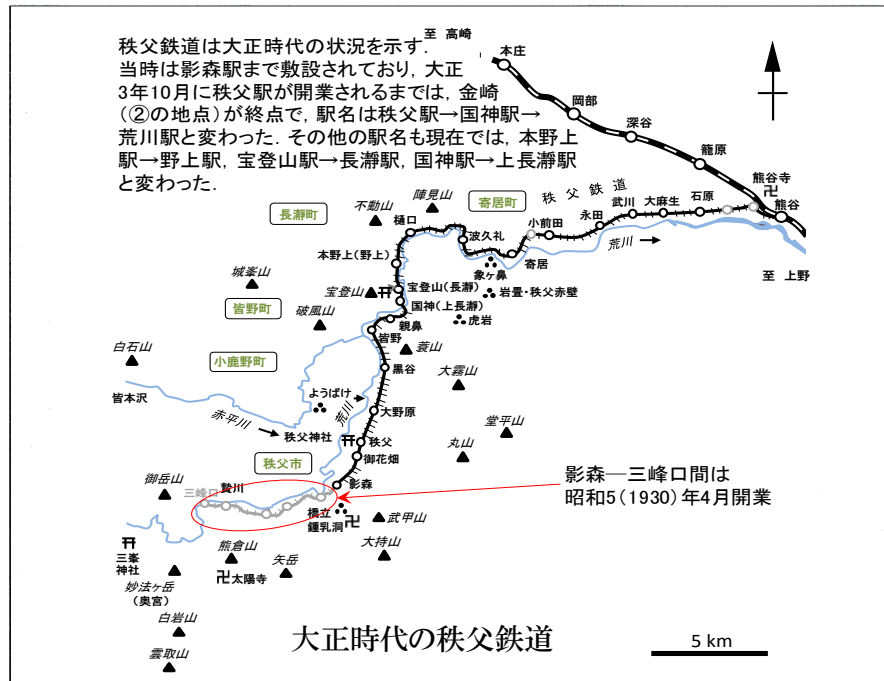 秩父鉄道は大正時代の状況を示す.
当時は影森駅まで敷設されており, 大正
3年10月に秩父駅が開業されるまでは, 金崎
(②の地点)が終点で, 駅名は秩父駅→国神駅→
荒川駅と変わった. その他の駅名も現在では, 本野上
駅→野上駅, 宝登山駅→長瀞駅, 国神駅→上長瀞駅
と変わった.
至 高崎
本庄
岡部
深谷
籠原
熊谷寺
熊谷
至 上野
秩父鉄道
石原
大麻生
武川
永田
小前田
寄居
荒川
寄居町
陣見山
不動山
長瀞町
樋口
波久礼
象ヶ鼻
岩畳・秩父赤壁
虎岩
本野上(野上)
城峯山
宝登山
宝登山(長瀞)
国神(上長瀞)
皆野町
破風山
親鼻
皆野
蓑山
白石山
小鹿野町
黒谷
大霧山
皆本沢
ようばけ
荒川
大野原
赤平川
秩父神社
秩父
堂平山
丸山
御花畑
秩父市
影森
御岳山
三峰口
贄川
橋立
鍾乳洞
武甲山
影森―三峰口間は
昭和5(1930)年4月開業
三峯
神社
熊倉山
矢岳
大持山
太陽寺
妙法ヶ岳
(奥宮)
白岩山
雲取山
大正時代の秩父鉄道
5 km